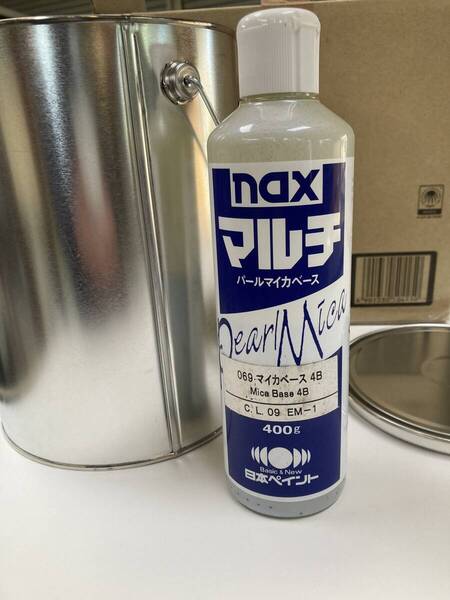 nax
マルチ
パールマイカベース
Pearl Mica
069 マイカベース 4B
Mica Base 4B
C. L. 09 EM-1
400g
Basic & New
日本ペイント